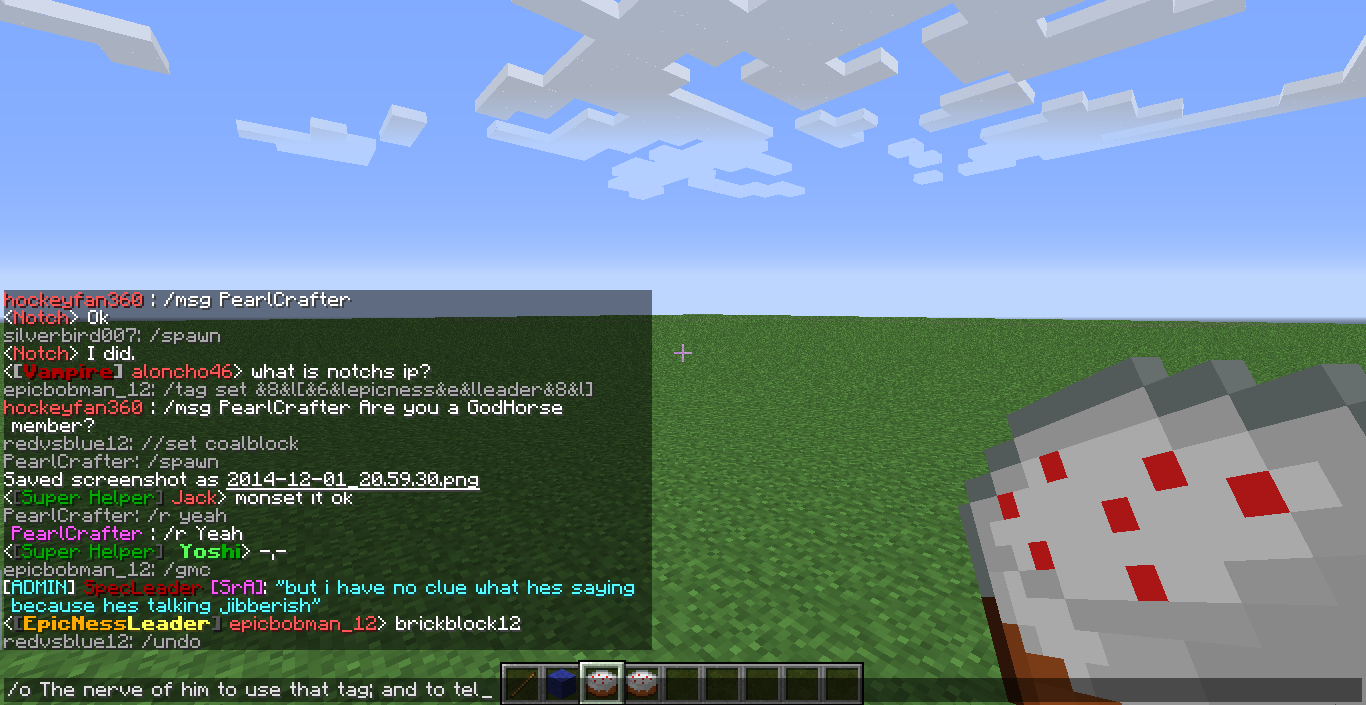 hockeyfan360 : /msg PearlCrafter
<Notch> Ok
silverbird007: /spawn
<Notch> I did.
<[Vampire] aloncho46> what is notchs ip?
epicbobman_12: /tag set &8&l[&6&lepicness&e&lleader&8&l]
hockeyfan360 : /msg PearlCrafter Are you a GodHorse
member?
redvsblue12: //set coalblock
PearlCrafter: /spawn
Saved screenshot as 2014-12-01_20.59.30.png
<[Super Helper] Jack> monset it ok
PearlCrafter: /r yeah
PearlCrafter : /r Yeah
<[Super Helper] Yoshi> -,-
epicbobman_12: /gmc
[ADMIN] SpecLeader [SrA]: "but i have no clue what hes saying
because hes talking jibberish"
<[EpicNessLeader] epicbobman_12> brickblock12
redvsblue12: /undo
/o The nerve of him to use that tag; and to tel_